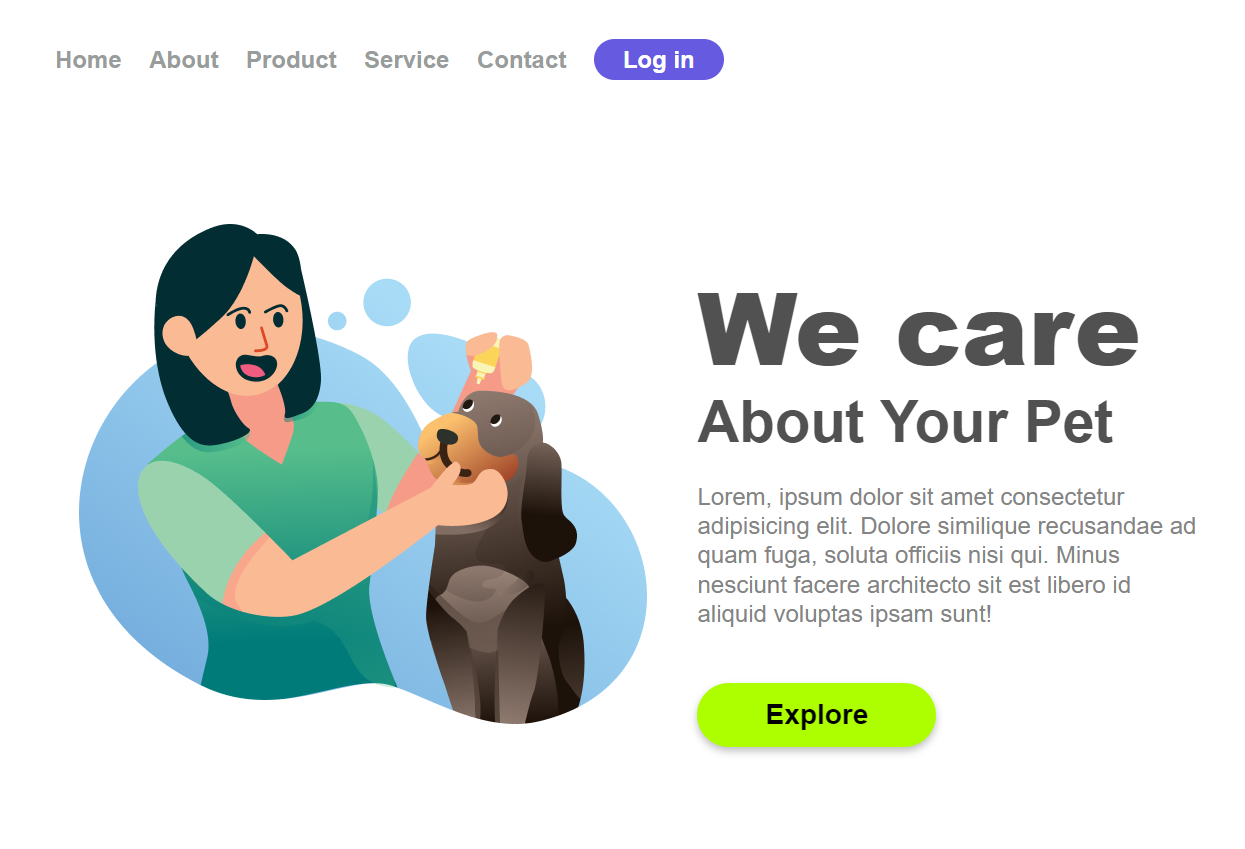 Home About Product Service Contact Log in
We care
About Your Pet
Lorem, ipsum dolor sit amet consectetur
adipisicing elit. Dolore similique recusandae ad
quam fuga, soluta officiis nisi qui. Minus
nesciunt facere architecto sit est libero id
aliquid voluptas ipsam sunt!
Explore